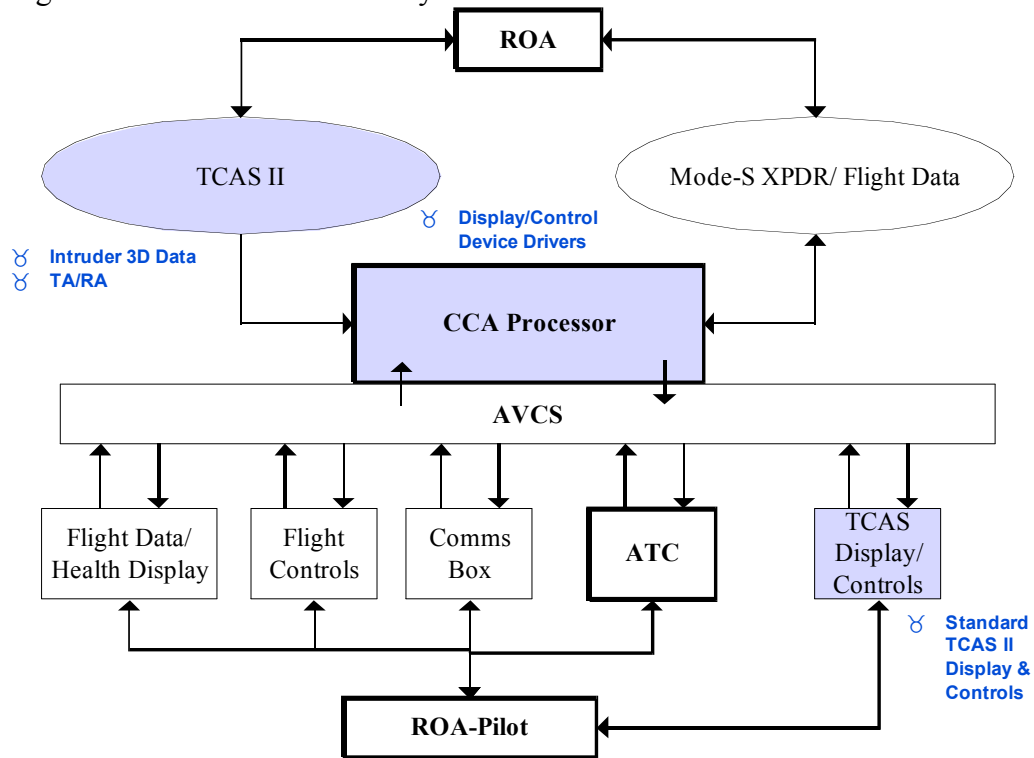 ROA
TCAS II
Mode-S XPDR/ Flight Data
Display/Control
Device Drivers
Intruder 3D Data
TA/RA
CCA Processor
AVCS
Flight Data/
Health Display
Flight
Controls
Comms
Box
ATC
TCAS
Display/
Controls
Standard
TCAS II
Display &
Controls
ROA-Pilot